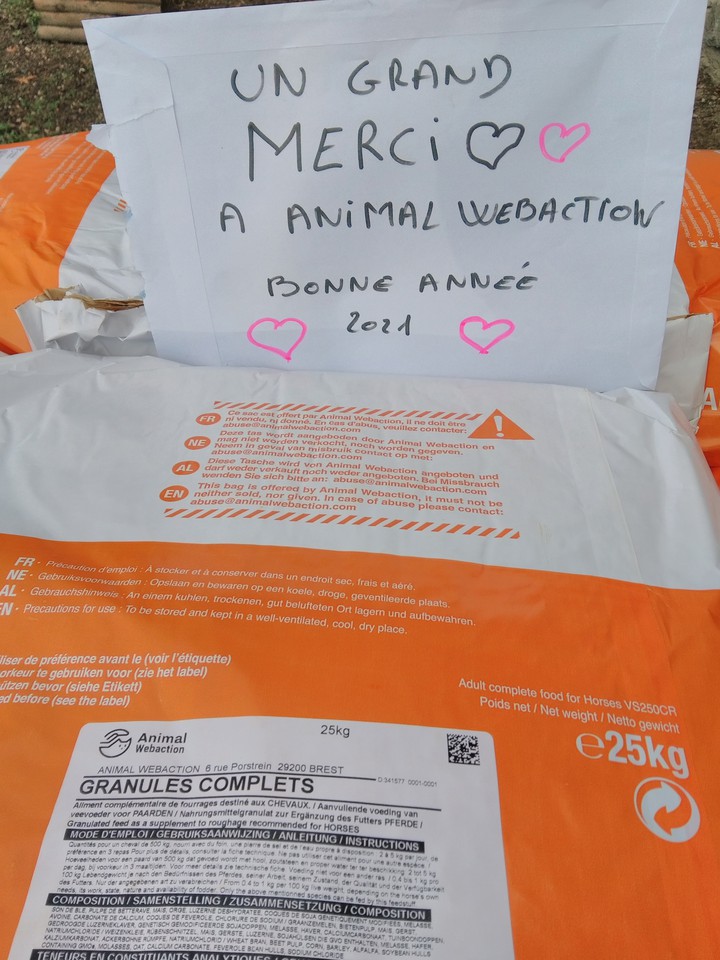 UN GRAND
MERCi
A ANiMAL WEBACTION
BONNE ANNEÉ
2021
FR
Ce sac est offert par Animal Webaction, il ne doit être
ni vendu, ni donné. En cas d'abus, veuillez contacter:
abuse@animalwebaction.com
NE
Deze tas wordt aangeboden door Animal Webaction en
mag niet worden verkocht, noch worden gegeven.
Neem in geval van misbruik contact op met:
abuse@animalwebaction.com
AL
Diese Tasche wird von Animal Webaction angeboten und
darf weder verkauft noch weder angeboten. Bei Missbrauch
wenden Sie sich bitte an: abuse@animalwebaction.com
EN
This bag is offered by Animal Webaction, it must not be
neither sold, nor given. In case of abuse please contact:
abuse@animalwebaction.com
FR · Précaution d'emploi : À stocker et à conserver dans un endroit sec, frais et aéré.
NE · Gebruiksvoorwaarden : Opslaan en bewaren op een koele, droge, geventileerde plaats.
AL · Gebrauchshinweis : An einem kuhlen, trockenen, gut belufteten Ort lagern und aufbewahren.
EN · Precautions for use : To be stored and kept in a well-ventilated, cool, dry place.
liser de préférence avant le (voir l'étiquette)
orkeur te gebruiken voor (zie het label)
ützen bevor (siehe Etikett)
ed before (see the label)
Adult complete food for Horses VS250CR
Poids net / Net weight / Netto gewicht
e25kg
Animal
Webaction
25kg
ANIMAL WEBACTION 6 rue Porstrein 29200 BREST
D.341577 0001-0001
GRANULES COMPLETS
Aliment complémentaire de fourrages destiné aux CHEVAUX. / Aanvullende voeding van
veevoeder voor PAARDEN / Nahrungsmittelgranulat zur Ergänzung des Futters PFERDE /
Granulated feed as a supplement to roughage recommended for HORSES
MODE D'EMPLOI / GEBRUIKSAANWIJZING / ANLEITUNG / INSTRUCTIONS
COMPOSITION / SAMENSTELLING / ZUSAMMENSETZUNG / COMPOSITION
TENEURS EN CONSTITUANTS ANALYTIQUES